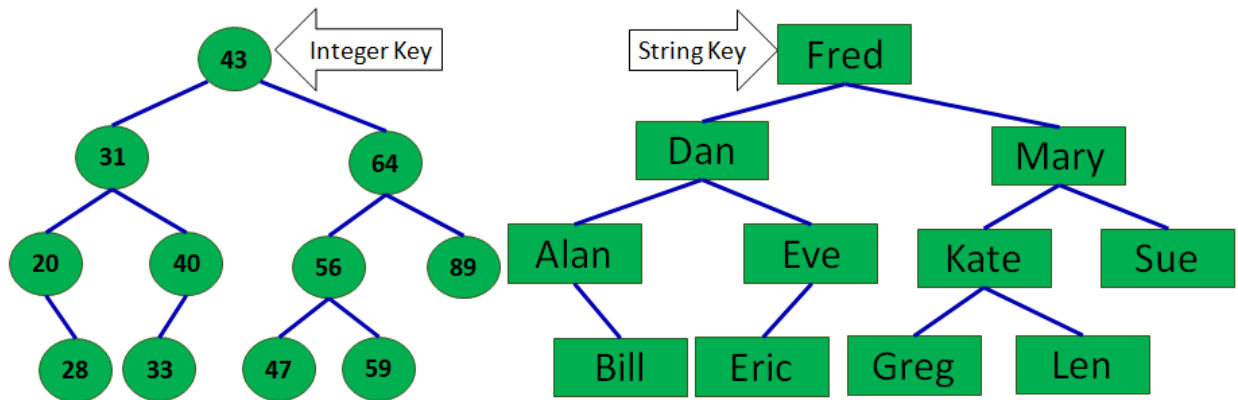 43
Integer Key
String Key
Fred
31
64
Dan
Mary
20
40
56
89
Alan
Eve
Kate
Sue
28
33
47
59
Bill
Eric
Greg
Len